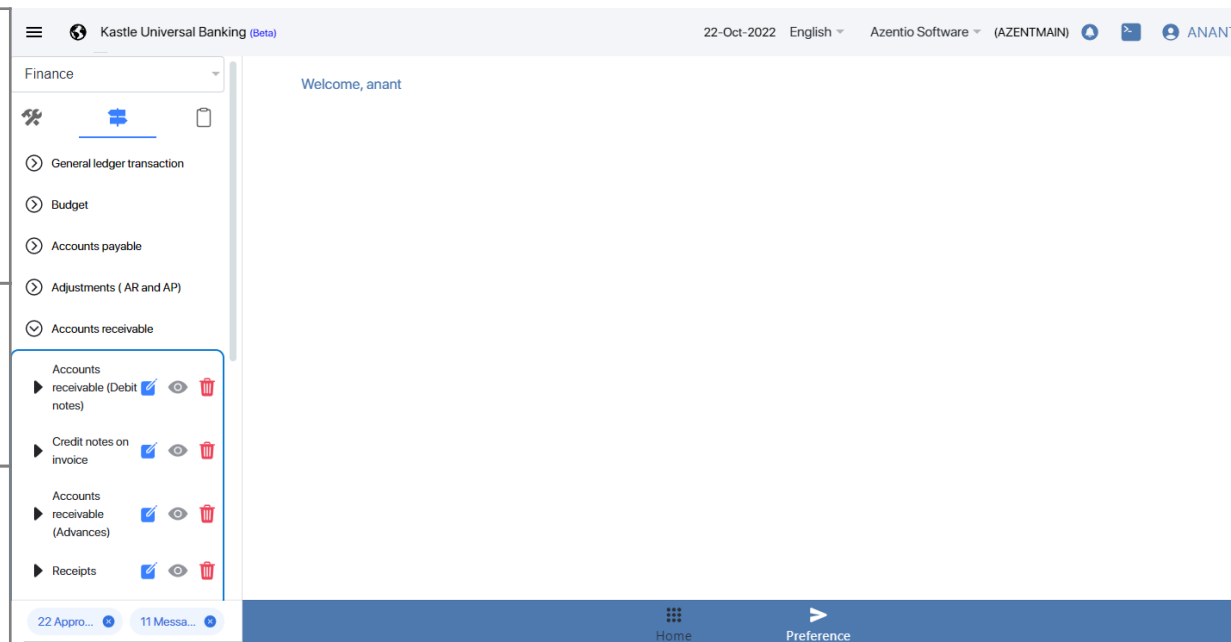 Kastle Universal Banking (Beta)
22-Oct-2022 English Azentio Software (AZENTMAIN) ANANT
Finance
Welcome, anant
General ledger transaction
Budget
Accounts payable
Adjustments ( AR and AP)
Accounts receivable
Accounts
receivable (Debit
notes)
Credit notes on
invoice
Accounts
receivable
(Advances)
Receipts
22 Appro...
11 Messa...
Home
Preference